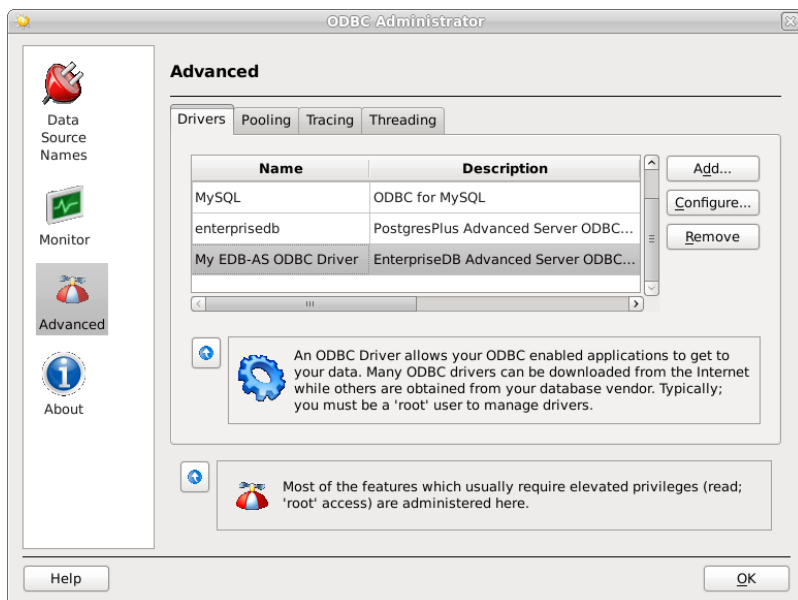 ODBC Administrator
Data
Source
Names
Monitor
Advanced
About
Advanced
Drivers Pooling Tracing Threading
Name Description
MySQL ODBC for MySQL
enterprisedb PostgresPlus Advanced Server ODBC...
My EDB-AS ODBC Driver EnterpriseDB Advanced Server ODBC...
Add...
Configure...
Remove
An ODBC Driver allows your ODBC enabled applications to get to
your data. Many ODBC drivers can be downloaded from the Internet
while others are obtained from your database vendor. Typically;
you must be a 'root' user to manage drivers.
Most of the features which usually require elevated privileges (read;
'root' access) are administered here.
Help
OK